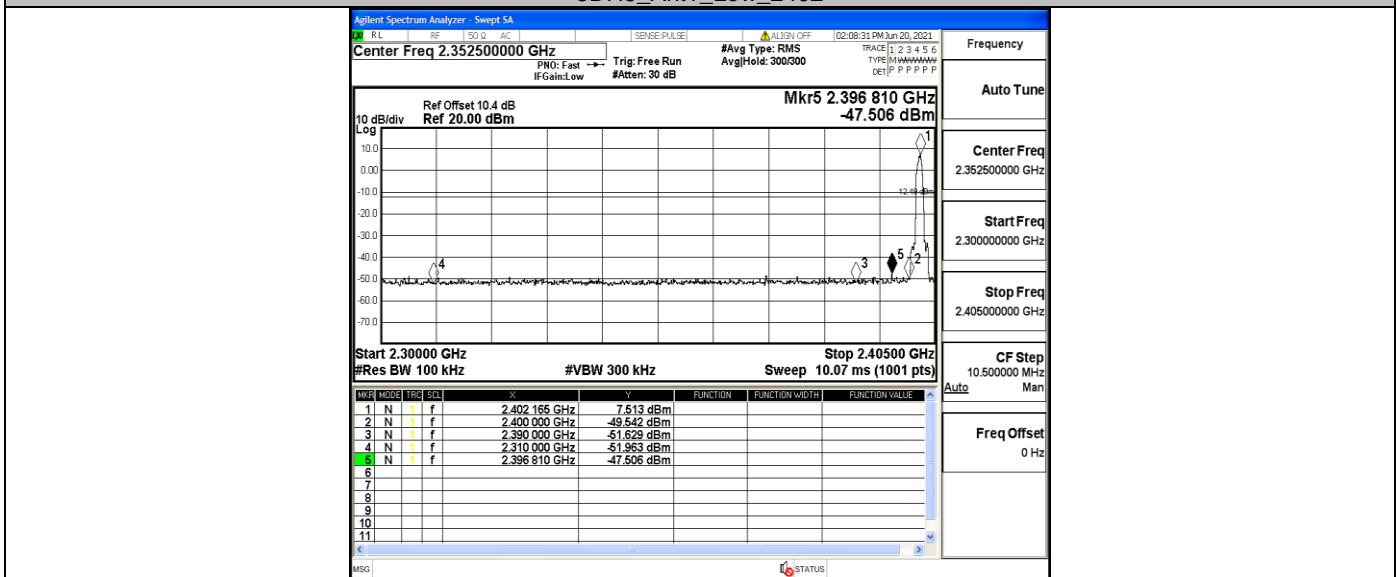 Agilent Spectrum Analyzer - Swept SA
RL RF 50 Ω AC SENSE:PULSE ALIGN OFF 02:08:31 PM Jun 20, 2021
Center Freq 2.352500000 GHz
PNO: Fast
IFGain:Low
Trig: Free Run
#Atten: 30 dB
#Avg Type: RMS
Avg|Hold: 300/300
TRACE 1 2 3 4 5 6
TYPE M
DET P P P P P P
Frequency
Auto Tune
Center Freq
2.352500000 GHz
Start Freq
2.300000000 GHz
Stop Freq
2.405000000 GHz
CF Step
10.500000 MHz
Auto Man
Freq Offset
0 Hz
Mkr5 2.396 810 GHz
-47.506 dBm
Ref Offset 10.4 dB
10 dB/div Ref 20.00 dBm
Log
10.0
0.00
-10.0
-20.0
-30.0
-40.0
-50.0
-60.0
-70.0
1
4
3
5
2
Start 2.30000 GHz Stop 2.40500 GHz
#Res BW 100 kHz #VBW 300 kHz Sweep 10.07 ms (1001 pts)
MKR MODE TRC SCL X Y FUNCTION FUNCTION WIDTH FUNCTION VALUE
1 N 1 f 2.402 165 GHz 7.513 dBm
2 N 1 f 2.400 000 GHz -49.542 dBm
3 N 1 f 2.390 000 GHz -51.629 dBm
4 N 1 f 2.310 000 GHz -51.963 dBm
5 N 1 f 2.396 810 GHz -47.506 dBm
6
7
8
9
10
11
MSG STATUS